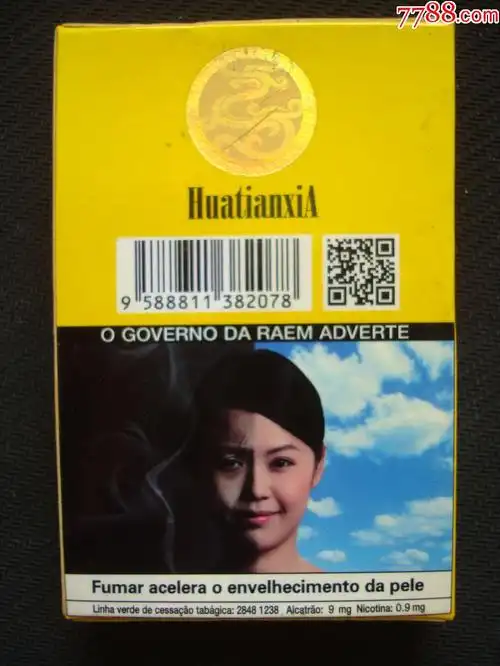 7788.com
HuatianxiA
9 588811 382078
O GOVERNO DA RAEM ADVERTE
Fumar acelera o envelhecimento da pele
Linha verde de cessação tabágica: 2848 1238 Alcatrão: 9 mg Nicotina: 0.9 mg